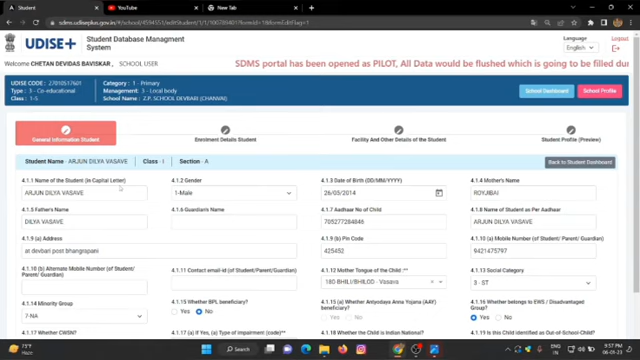 Student
YouTube
New Tab
UDISE+
Student Database Managment
System
Language
English
Logout
Welcome CHETAN DEVIDAS BAVISKAR, SCHOOL USER
SDMS portal has been opened as PILOT, All Data would be flushed which is going to be filled du
UDISE CODE : 27010517601
Type : 3 - Co-educational
Class : 1-5
Category : 1 - Primary
Management : 3 - Local body
School Name : Z.P. SCHOOL DEVBARI (CHANVAI)
School Dashboard
School Profile
General Information Student
Enrolment Details Student
Facility And Other Details of the Student
Student Profile (Preview)
Student Name - ARJUN DILYA VASAVE
Class - I
Section - A
Back to Student Dashboard
4.1.1 Name of the Student (in Capital Letter)
ARJUN DILYA VASAVE
4.1.2 Gender
1-Male
4.1.3 Date of Birth (DD/MM/YYYY)
26/05/2014
4.1.4 Mother's Name
ROYJIBAI
4.1.5 Father's Name
DILYA VASAVE
4.1.6 Guardian's Name
4.1.7 Aadhaar No of Child
705277284846
4.1.8 Name of Student As Per Aadhaar
ARJUN DILYA VASAVE
4.1.9 (a) Address
at devbari post bhangrapani
4.1.9 (b) Pin Code
425452
4.1.10 (a) Mobile Number (of Student/ Parent/ Guardian)
9421475797
4.1.10 (b) Alternate Mobile Number (of Student/
Parent/ Guardian)
4.1.11 Contact email-id (of Student/Parent/Guardian)
4.1.12 Mother Tongue of the Child
180 BHILI/BHILOD - Vasava
4.1.13 Social Category
3 - ST
4.1.14 Minority Group
7-NA
4.1.15 Whether BPL beneficiary?
Yes
No
4.1.15 (a) Whether Antyodaya Anna Yojana (AAY)
beneficiary?
Yes
No
4.1.16 Whether belongs to EWS / Disadvantaged
Group?
Yes
No
4.1.17 Whether CWSN?
4.1.17 (a) If Yes, Type of Impairment (code)**
4.1.18 Whether the Child is Indian National?
4.1.19 Is this Child identified as Out-of-School Child?
73°F
Haze
Search
ENG
IN
9:57 PM